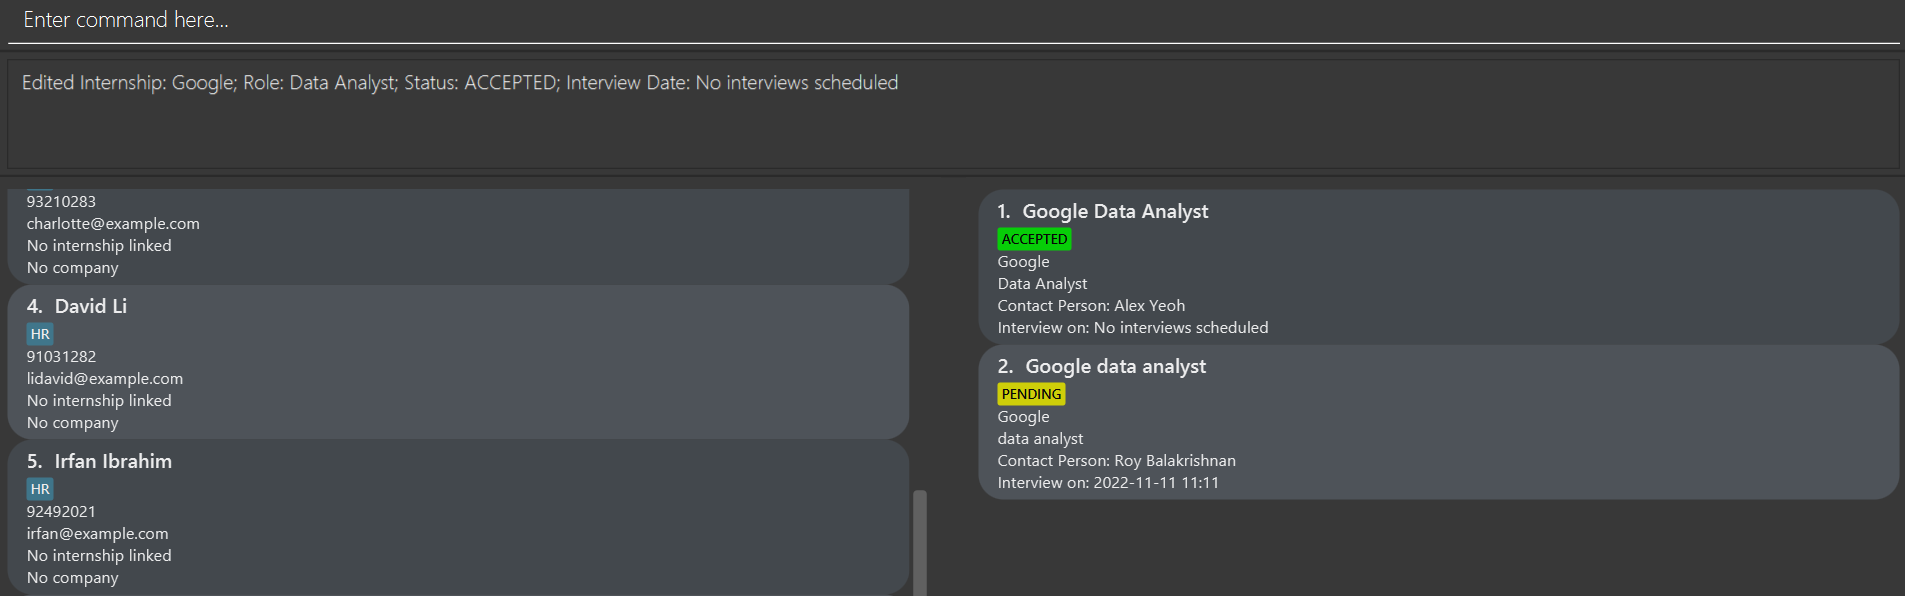 Enter command here...
Edited Internship: Google; Role: Data Analyst; Status: ACCEPTED; Interview Date: No interviews scheduled
93210283
charlotte@example.com
No internship linked
No company
4. David Li
HR
91031282
lidavid@example.com
No internship linked
No company
5. Irfan Ibrahim
HR
92492021
irfan@example.com
No internship linked
No company
1. Google Data Analyst
ACCEPTED
Google
Data Analyst
Contact Person: Alex Yeoh
Interview on: No interviews scheduled
2. Google data analyst
PENDING
Google
data analyst
Contact Person: Roy Balakrishnan
Interview on: 2022-11-11 11:11